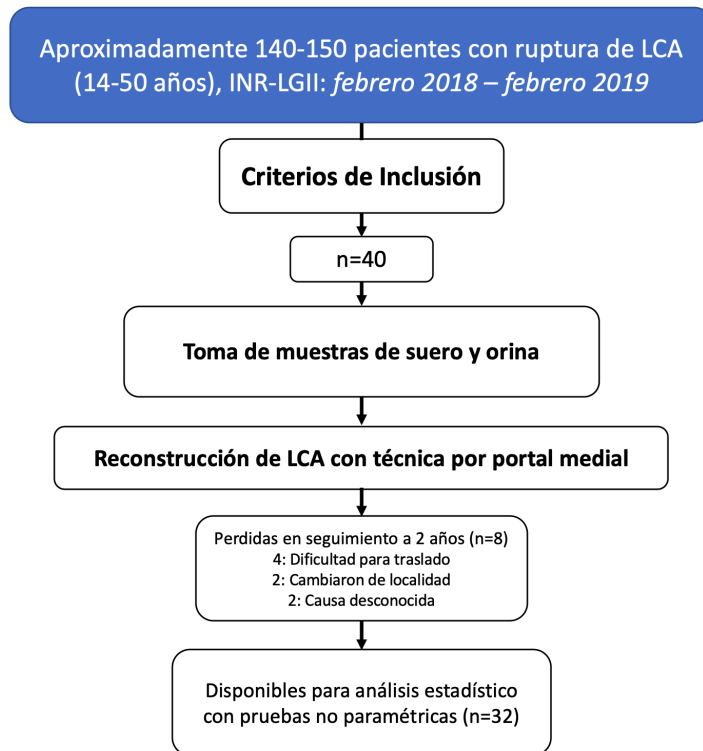 Aproximadamente 140-150 pacientes con ruptura de LCA
(14-50 años), INR-LGII: febrero 2018 – febrero 2019
Criterios de Inclusión
n=40
Toma de muestras de suero y orina
Reconstrucción de LCA con técnica por portal medial
Perdidas en seguimiento a 2 años (n=8)
4: Dificultad para traslado
2: Cambiaron de localidad
2: Causa desconocida
Disponibles para análisis estadístico
con pruebas no paramétricas (n=32)